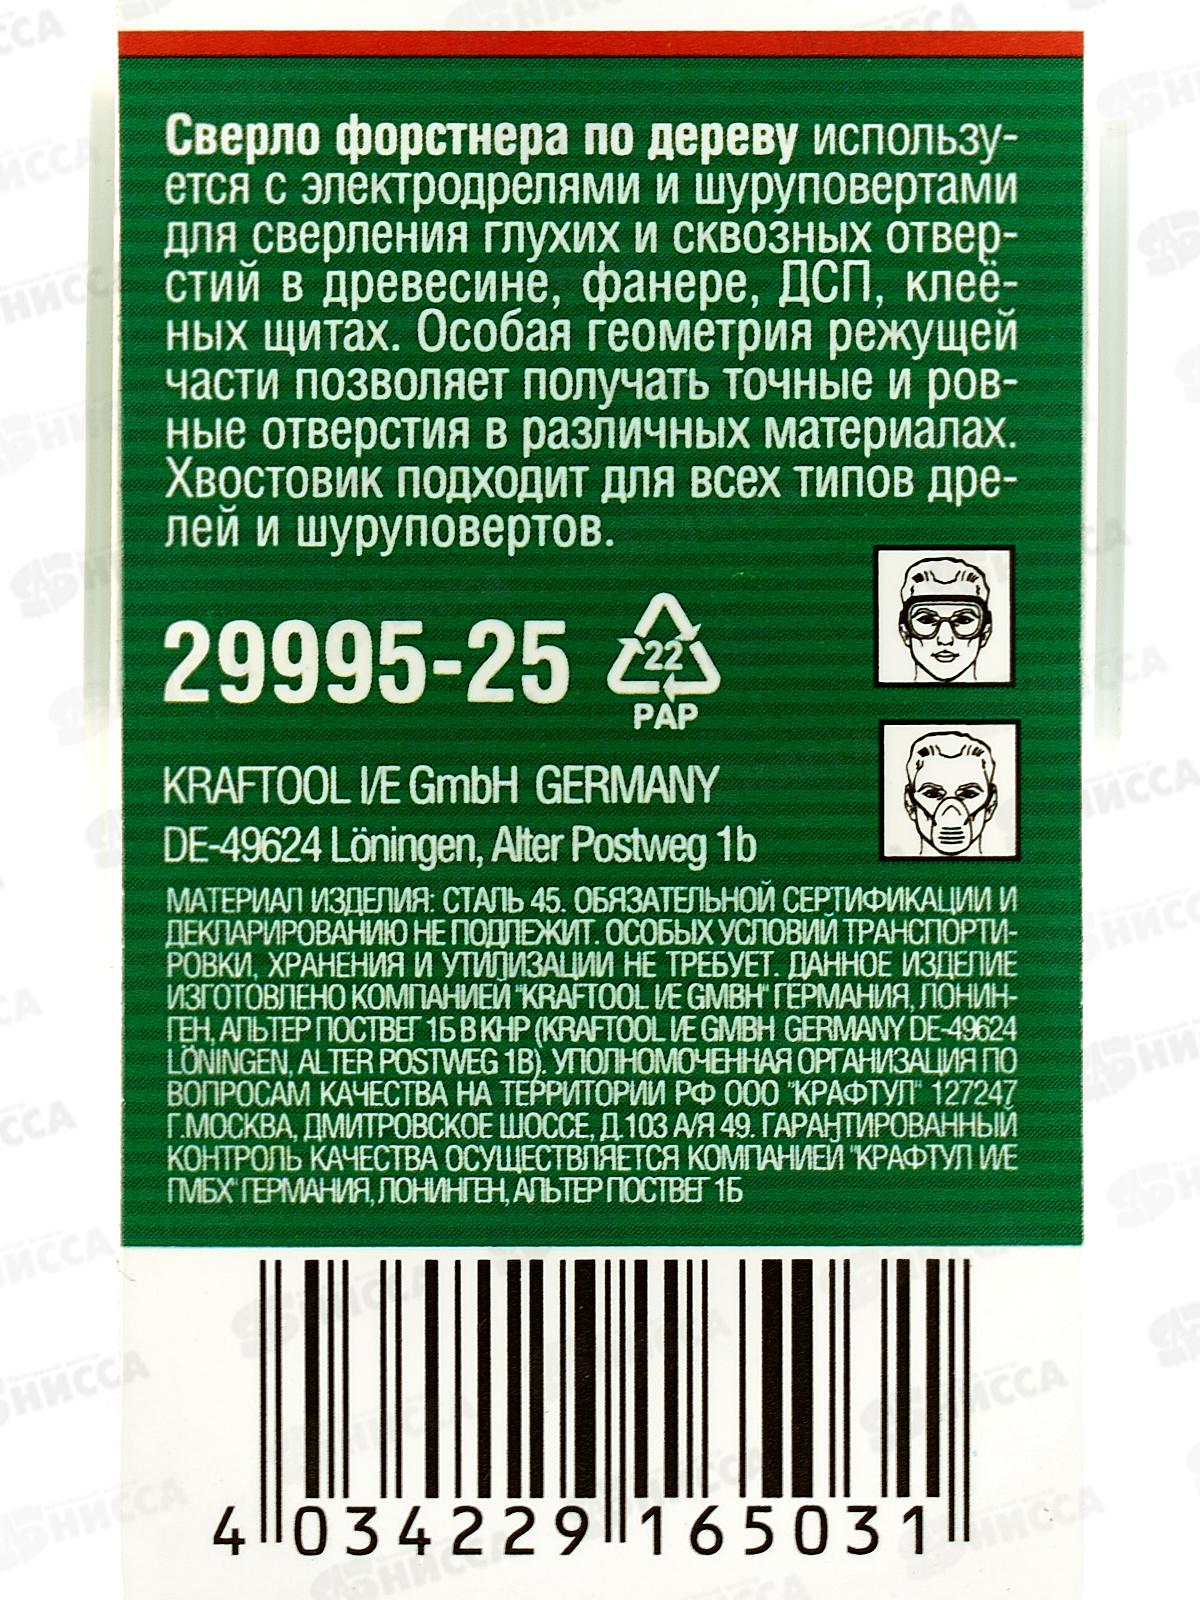 Сверло форстнера по дереву использу-
ется с электродрелями и шуруповертами
для сверления глухих и сквозных отвер-
стий в древесине, фанере, ДСП, клеё-
ных щитах. Особая геометрия режущей
части позволяет получать точные и ров-
ные отверстия в различных материалах.
Хвостовик подходит для всех типов дре-
лей и шуруповертов.
29995-25
22
PAP
KRAFTOOL I/E GmbH GERMANY
DE-49624 Löningen, Alter Postweg 1b
МАТЕРИАЛ ИЗДЕЛИЯ: СТАЛЬ 45. ОБЯЗАТЕЛЬНОЙ СЕРТИФИКАЦИИ И
ДЕКЛАРИРОВАНИЮ НЕ ПОДЛЕЖИТ. ОСОБЫХ УСЛОВИЙ ТРАНСПОРТИ-
РОВКИ, ХРАНЕНИЯ И УТИЛИЗАЦИИ НЕ ТРЕБУЕТ. ДАННОЕ ИЗДЕЛИЕ
ИЗГОТОВЛЕНО КОМПАНИЕЙ "KRAFTOOL I/E GMBH" ГЕРМАНИЯ, ЛОНИН-
ГЕН, АЛЬТЕР ПОСТВЕГ 1Б В КНР (KRAFTOOL I/E GMBH GERMANY DE-49624
LÖNINGEN, ALTER POSTWEG 1B). УПОЛНОМОЧЕННАЯ ОРГАНИЗАЦИЯ ПО
ВОПРОСАМ КАЧЕСТВА НА ТЕРРИТОРИИ РФ ООО "КРАФТУЛ" 127247
Г.МОСКВА, ДМИТРОВСКОЕ ШОССЕ, Д.103 А/Я 49. ГАРАНТИРОВАННЫЙ
КОНТРОЛЬ КАЧЕСТВА ОСУЩЕСТВЛЯЕТСЯ КОМПАНИЕЙ "КРАФТУЛ И/Е
ГМБХ" ГЕРМАНИЯ, ЛОНИНГЕН, АЛЬТЕР ПОСТВЕГ 1Б
4 034229 165031
НИССА